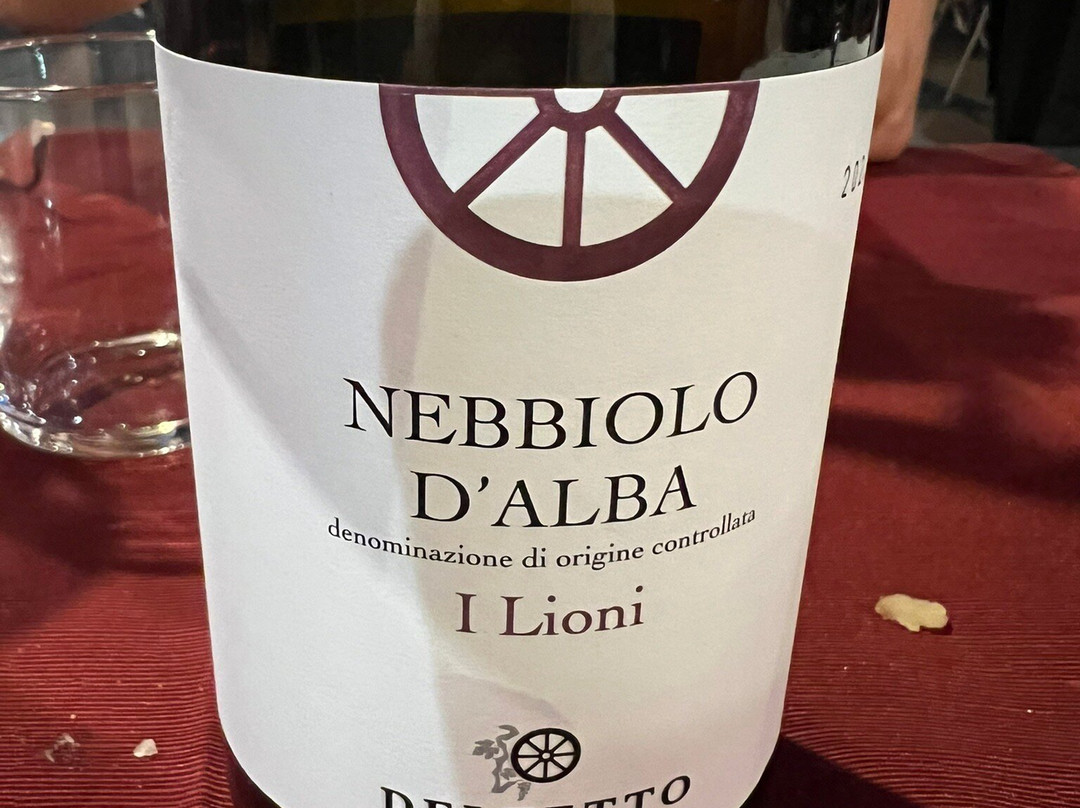 NEBBIOLO
D'ALBA
denominazione di origine controllata
I Lioni